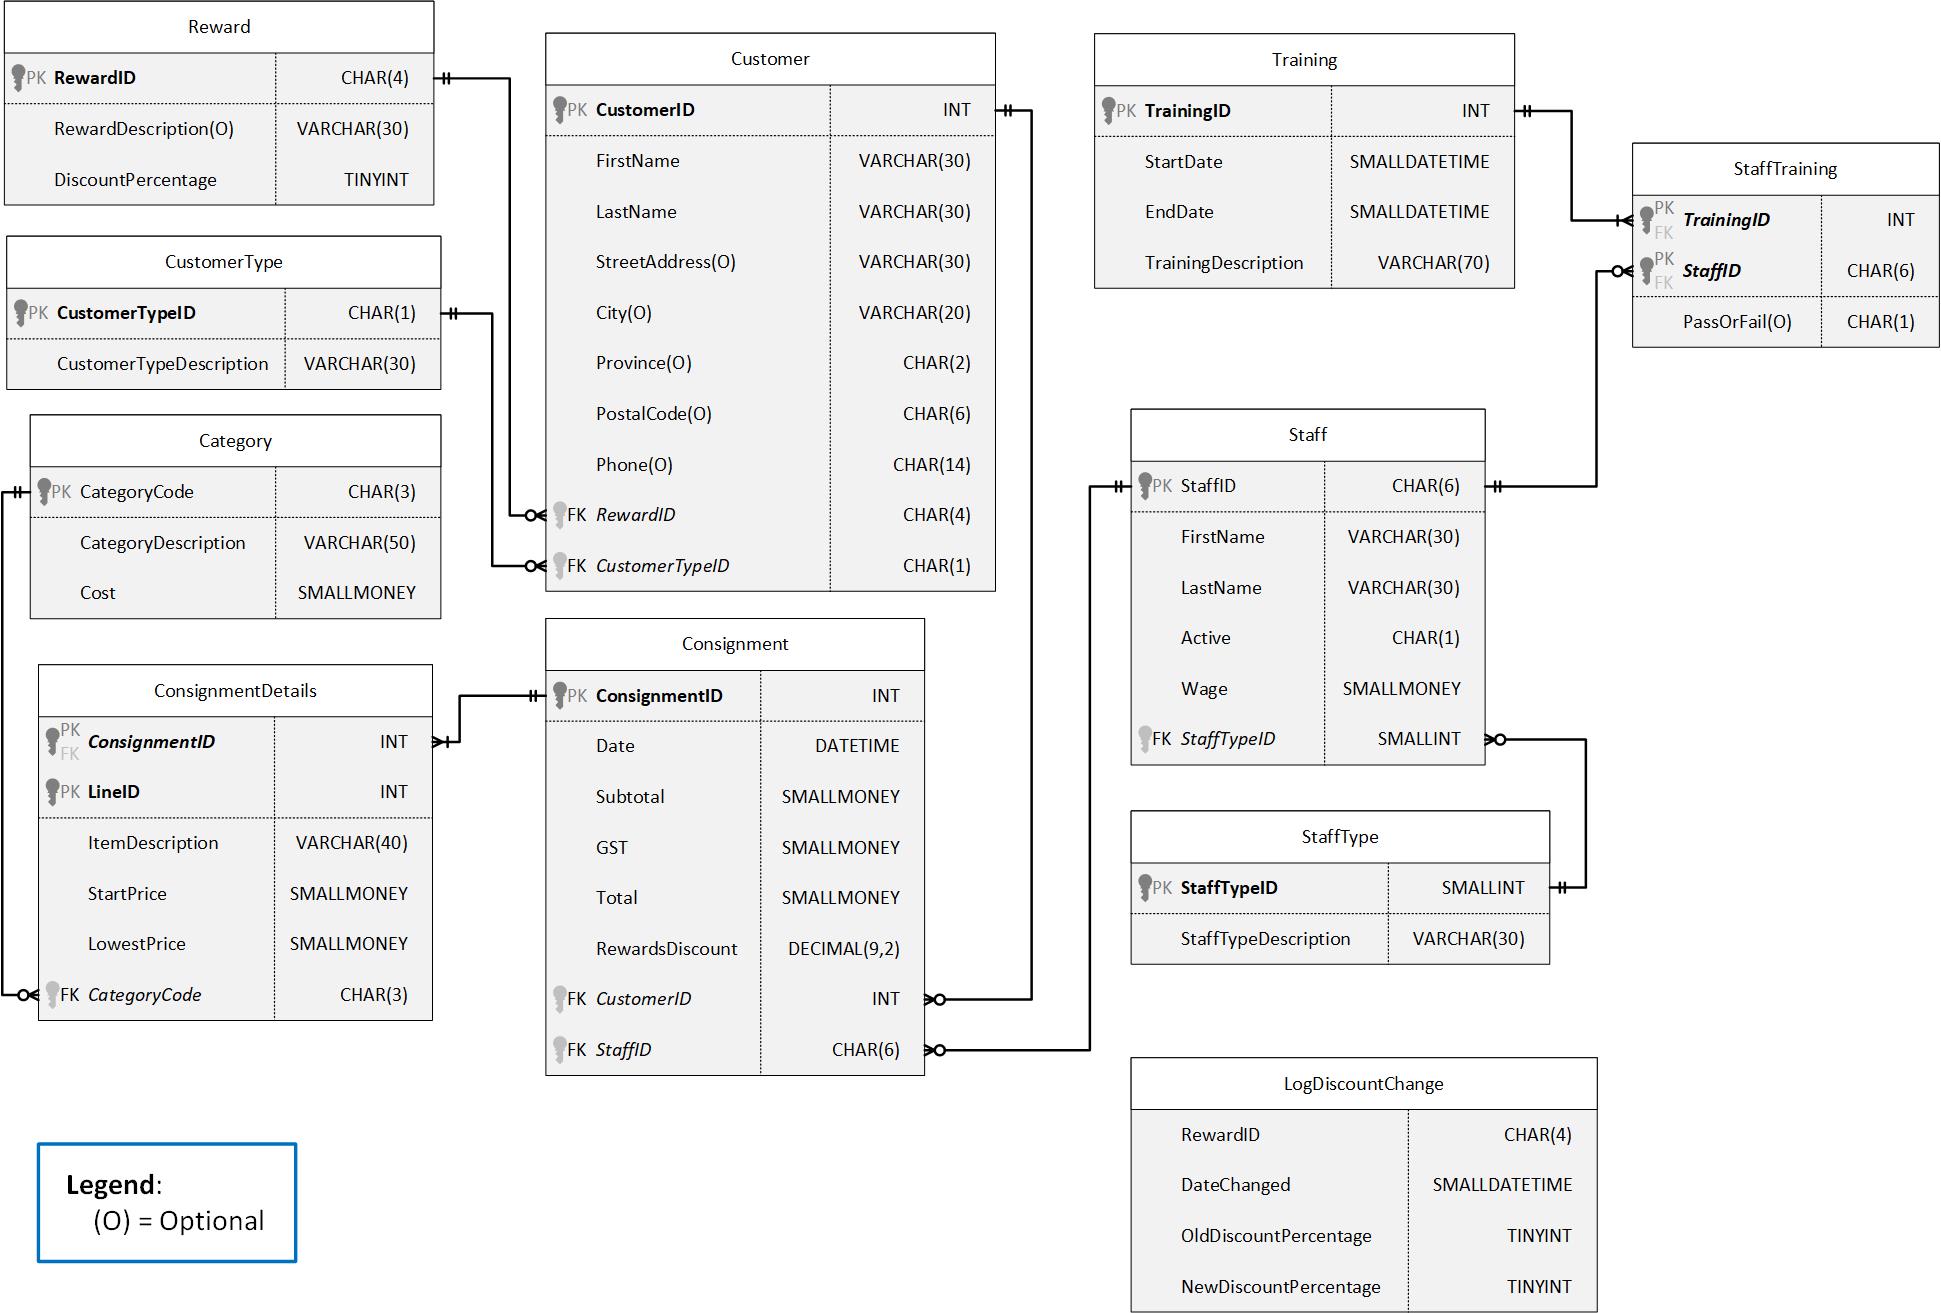 Reward
PK RewardID CHAR(4)
RewardDescription(O) VARCHAR(30)
DiscountPercentage TINYINT
CustomerType
PK CustomerTypeID CHAR(1)
CustomerTypeDescription VARCHAR(30)
Category
PK CategoryCode CHAR(3)
CategoryDescription VARCHAR(50)
Cost SMALLMONEY
ConsignmentDetails
PK
FK ConsignmentID INT
PK LineID INT
ItemDescription VARCHAR(40)
StartPrice SMALLMONEY
LowestPrice SMALLMONEY
FK CategoryCode CHAR(3)
Customer
PK CustomerID INT
FirstName VARCHAR(30)
LastName VARCHAR(30)
StreetAddress(O) VARCHAR(30)
City(O) VARCHAR(20)
Province(O) CHAR(2)
PostalCode(O) CHAR(6)
Phone(O) CHAR(14)
FK RewardID CHAR(4)
FK CustomerTypeID CHAR(1)
Consignment
PK ConsignmentID INT
Date DATETIME
Subtotal SMALLMONEY
GST SMALLMONEY
Total SMALLMONEY
RewardsDiscount DECIMAL(9,2)
FK CustomerID INT
FK StaffID CHAR(6)
Training
PK TrainingID INT
StartDate SMALLDATETIME
EndDate SMALLDATETIME
TrainingDescription VARCHAR(70)
StaffTraining
PK
FK TrainingID INT
PK
FK StaffID CHAR(6)
PassOrFail(O) CHAR(1)
Staff
PK StaffID CHAR(6)
FirstName VARCHAR(30)
LastName VARCHAR(30)
Active CHAR(1)
Wage SMALLMONEY
FK StaffTypeID SMALLINT
StaffType
PK StaffTypeID SMALLINT
StaffTypeDescription VARCHAR(30)
LogDiscountChange
RewardID CHAR(4)
DateChanged SMALLDATETIME
OldDiscountPercentage TINYINT
NewDiscountPercentage TINYINT
Legend:
(O) = Optional